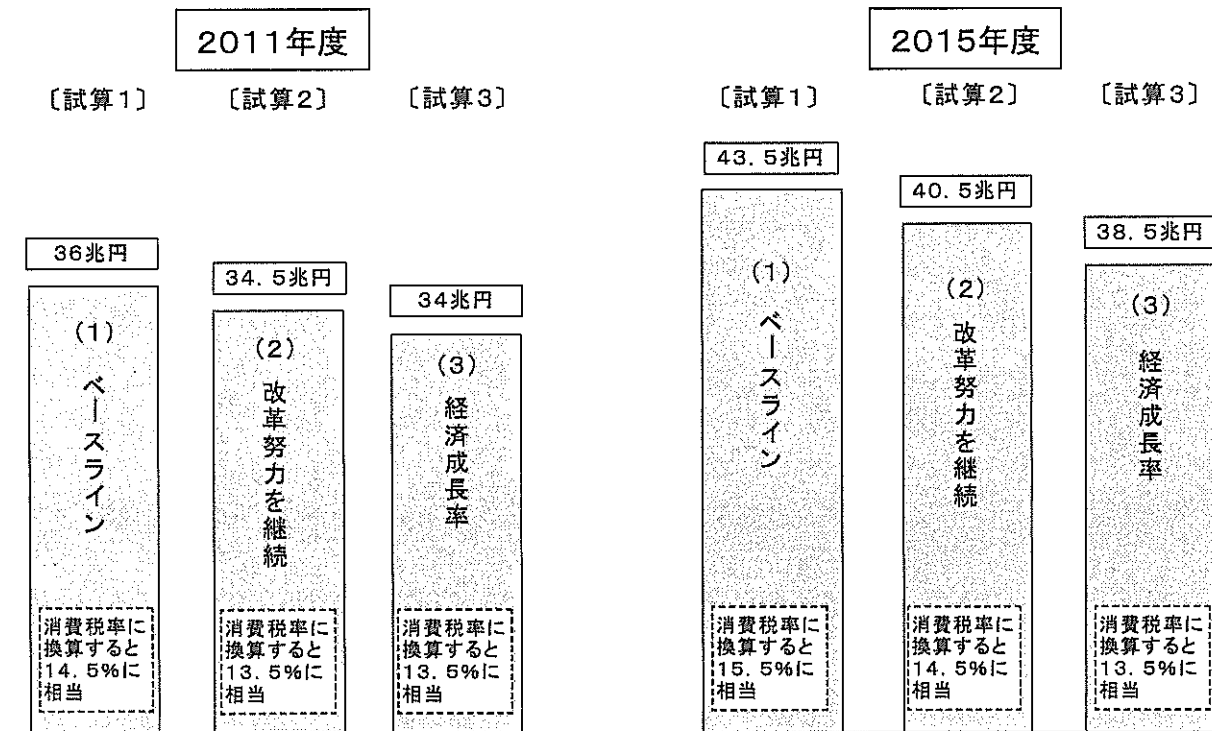 2011年度
〔試算1〕
〔試算2〕
〔試算3〕
36兆円
34.5兆円
34兆円
(1)
ベースライン
(2)
改革努力を継続
(3)
経済成長率
消費税率に
換算すると
14.5%に
相当
消費税率に
換算すると
13.5%に
相当
消費税率に
換算すると
13.5%に
相当
2015年度
〔試算1〕
〔試算2〕
〔試算3〕
43.5兆円
40.5兆円
38.5兆円
(1)
ベースライン
(2)
改革努力を継続
(3)
経済成長率
消費税率に
換算すると
15.5%に
相当
消費税率に
換算すると
14.5%に
相当
消費税率に
換算すると
13.5%に
相当